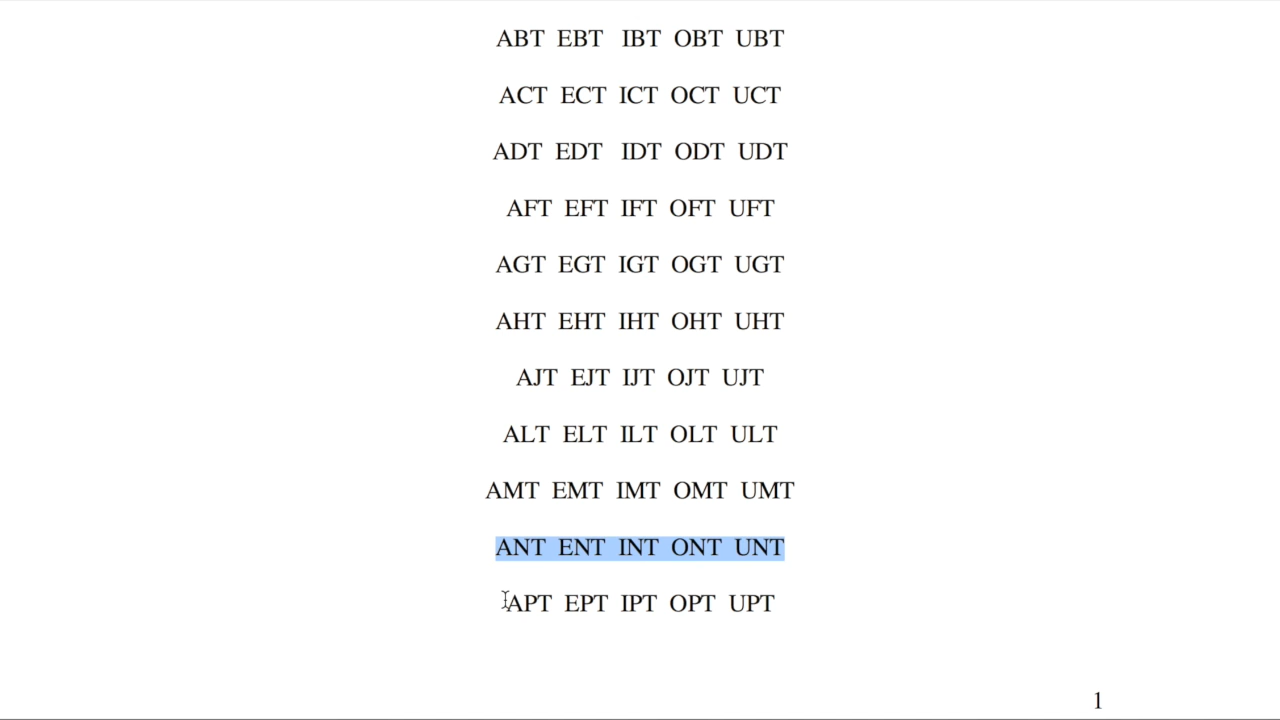 ABT EBT IBT OBT UBT
ACT ECT ICT OCT UCT
ADT EDT IDT ODT UDT
AFT EFT IFT OFT UFT
AGT EGT IGT OGT UGT
AHT EHT IHT OHT UHT
AJT EJT IJT OJT UJT
ALT ELT ILT OLT ULT
AMT EMT IMT OMT UMT
ANT ENT INT ONT UNT
APT EPT IPT OPT UPT
1